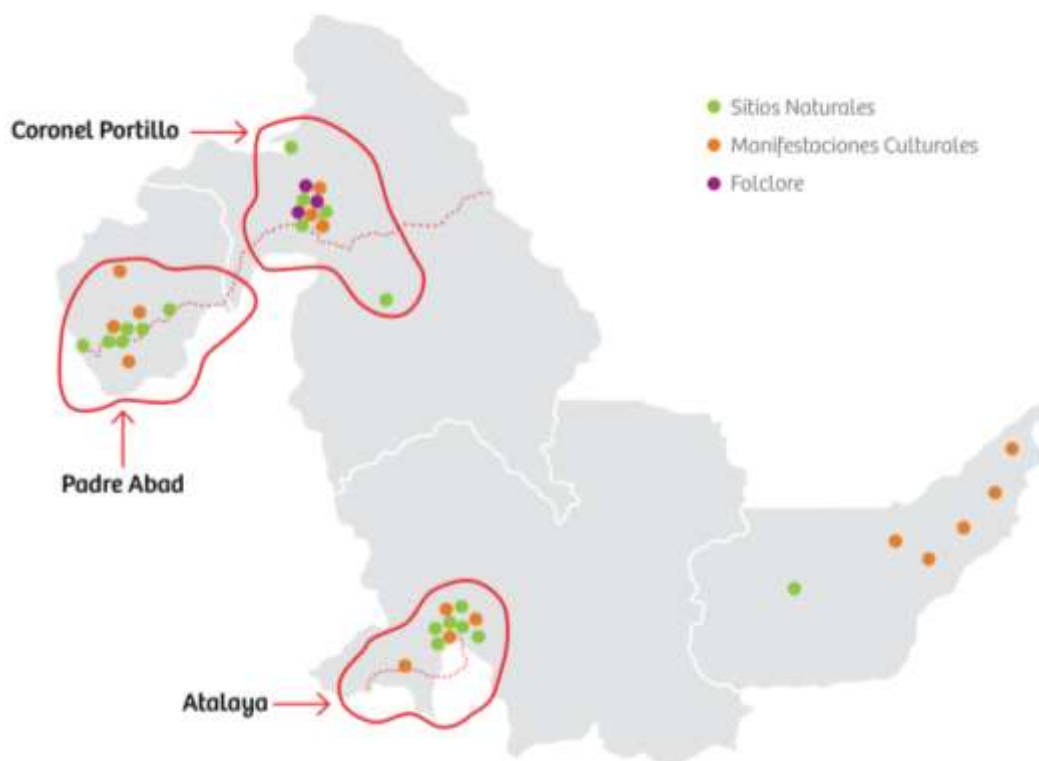 Coronel Portillo
Sitios Naturales
Manifestaciones Culturales
Folclore
Padre Abad
Atalaya